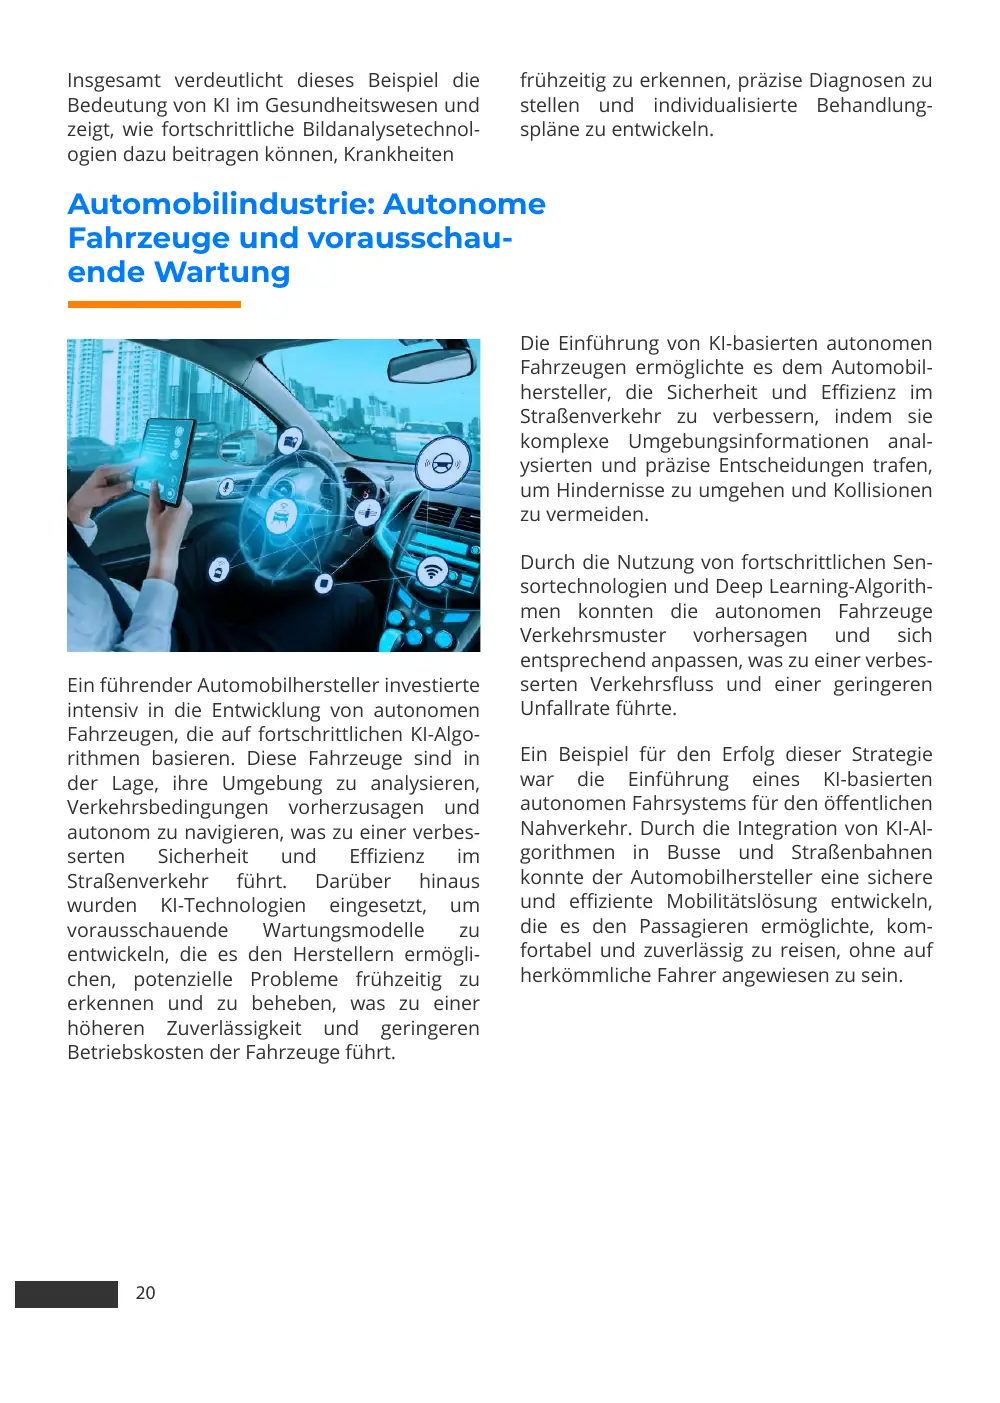 Insgesamt verdeutlicht dieses Beispiel die
Bedeutung von KI im Gesundheitswesen und
zeigt, wie fortschrittliche Bildanalysetechnol-
ogien dazu beitragen können, Krankheiten
frühzeitig zu erkennen, präzise Diagnosen zu
stellen und individualisierte Behandlung-
spläne zu entwickeln.
Automobilindustrie: Autonome
Fahrzeuge und vorausschau-
ende Wartung
Ein führender Automobilhersteller investierte
intensiv in die Entwicklung von autonomen
Fahrzeugen, die auf fortschrittlichen KI-Algo-
rithmen basieren. Diese Fahrzeuge sind in
der Lage, ihre Umgebung zu analysieren,
Verkehrsbedingungen vorherzusagen und
autonom zu navigieren, was zu einer verbes-
serten Sicherheit und Effizienz im
Straßenverkehr führt. Darüber hinaus
wurden KI-Technologien eingesetzt, um
vorausschauende Wartungsmodelle zu
entwickeln, die es den Herstellern ermögli-
chen, potenzielle Probleme frühzeitig zu
erkennen und zu beheben, was zu einer
höheren Zuverlässigkeit und geringeren
Betriebskosten der Fahrzeuge führt.
Die Einführung von KI-basierten autonomen
Fahrzeugen ermöglichte es dem Automobil-
hersteller, die Sicherheit und Effizienz im
Straßenverkehr zu verbessern, indem sie
komplexe Umgebungsinformationen anal-
ysierten und präzise Entscheidungen trafen,
um Hindernisse zu umgehen und Kollisionen
zu vermeiden.
Durch die Nutzung von fortschrittlichen Sen-
sortechnologien und Deep Learning-Algorith-
men konnten die autonomen Fahrzeuge
Verkehrsmuster vorhersagen und sich
entsprechend anpassen, was zu einer verbes-
serten Verkehrsfluss und einer geringeren
Unfallrate führte.
Ein Beispiel für den Erfolg dieser Strategie
war die Einführung eines KI-basierten
autonomen Fahrsystems für den öffentlichen
Nahverkehr. Durch die Integration von KI-Al-
gorithmen in Busse und Straßenbahnen
konnte der Automobilhersteller eine sichere
und effiziente Mobilitätslösung entwickeln,
die es den Passagieren ermöglichte, kom-
fortabel und zuverlässig zu reisen, ohne auf
herkömmliche Fahrer angewiesen zu sein.
20